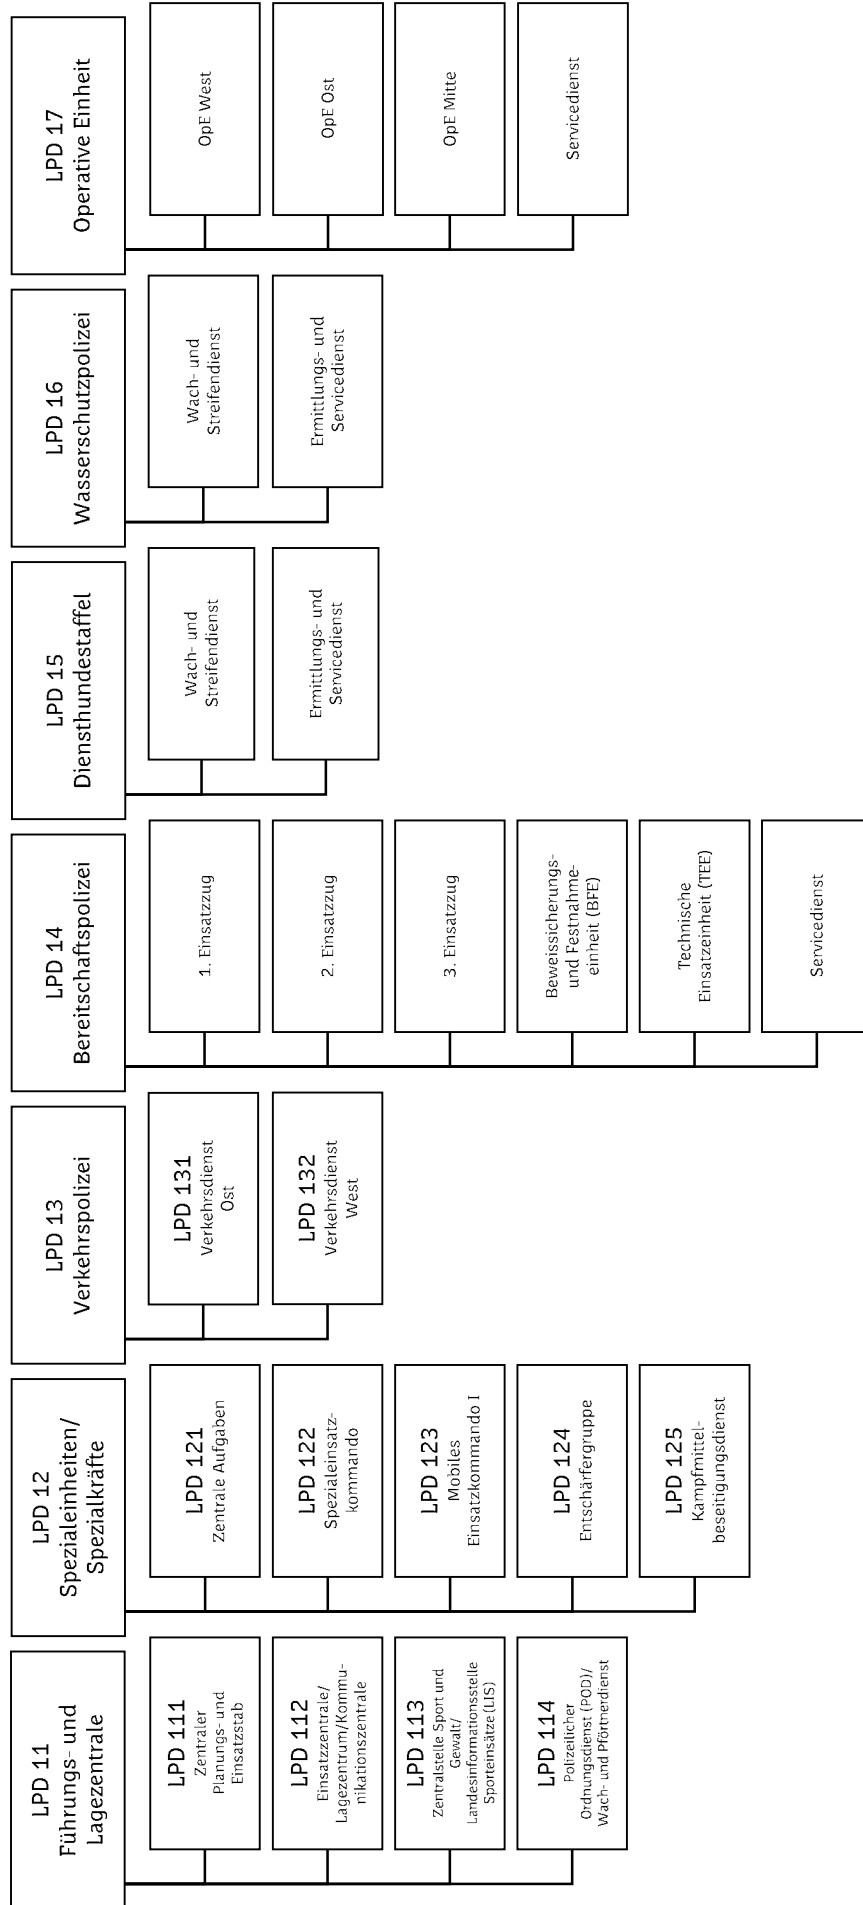 LPD 11
Führungs- und
Lagezentrale
LPD 111
Zentraler
Planungs- und
Einsatzstab
LPD 112
Einsatzzentrale/
Lagezentrum/Kommu-
nikationszentrale
LPD 113
Zentralstelle Sport und
Gewalt/
Landesinformationsstelle
Sporteinsätze (LIS)
LPD 114
Polizeilicher
Ordnungsdienst (POD)/
Wach- und Pförtnerdienst
LPD 12
Spezialeinheiten/
Spezialkräfte
LPD 121
Zentrale Aufgaben
LPD 122
Spezialeinsatz-
kommando
LPD 123
Mobiles
Einsatzkommando I
LPD 124
Entschärfergruppe
LPD 125
Kampfmittel-
beseitigungsdienst
LPD 13
Verkehrspolizei
LPD 131
Verkehrsdienst
Ost
LPD 132
Verkehrsdienst
West
LPD 14
Bereitschaftspolizei
1. Einsatzzug
2. Einsatzzug
3. Einsatzzug
Beweissicherungs-
und Festnahme-
einheit (BFE)
Technische
Einsatzeinheit (TEE)
Servicedienst
LPD 15
Diensthundestaffel
Wach- und
Streifendienst
Ermittlungs- und
Servicedienst
LPD 16
Wasserschutzpolizei
Wach- und
Streifendienst
Ermittlungs- und
Servicedienst
LPD 17
Operative Einheit
OpE West
OpE Ost
OpE Mitte
Servicedienst